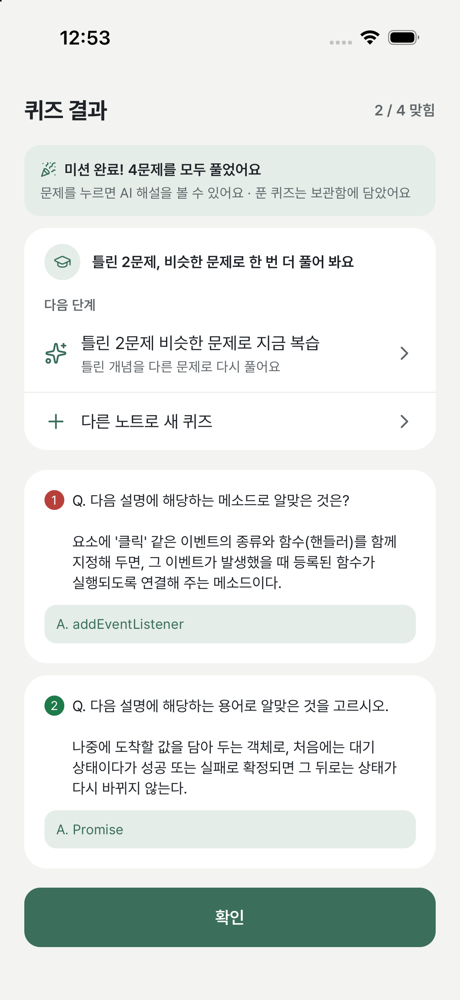 12:53
퀴즈 결과
2 / 4 맞힘
미션 완료! 4문제를 모두 풀었어요
문제를 누르면 AI 해설을 볼 수 있어요 · 푼 퀴즈는 보관함에 담았어요
틀린 2문제, 비슷한 문제로 한 번 더 풀어 봐요
다음 단계
틀린 2문제 비슷한 문제로 지금 복습
틀린 개념을 다른 문제로 다시 풀어요
다른 노트로 새 퀴즈
1 Q. 다음 설명에 해당하는 메소드로 알맞은 것은?
요소에 '클릭' 같은 이벤트의 종류와 함수(핸들러)를 함께
지정해 두면, 그 이벤트가 발생했을 때 등록된 함수가
실행되도록 연결해 주는 메소드이다.
A. addEventListener
2 Q. 다음 설명에 해당하는 용어로 알맞은 것을 고르시오.
나중에 도착할 값을 담아 두는 객체로, 처음에는 대기
상태이다가 성공 또는 실패로 확정되면 그 뒤로는 상태가
다시 바뀌지 않는다.
A. Promise
확인